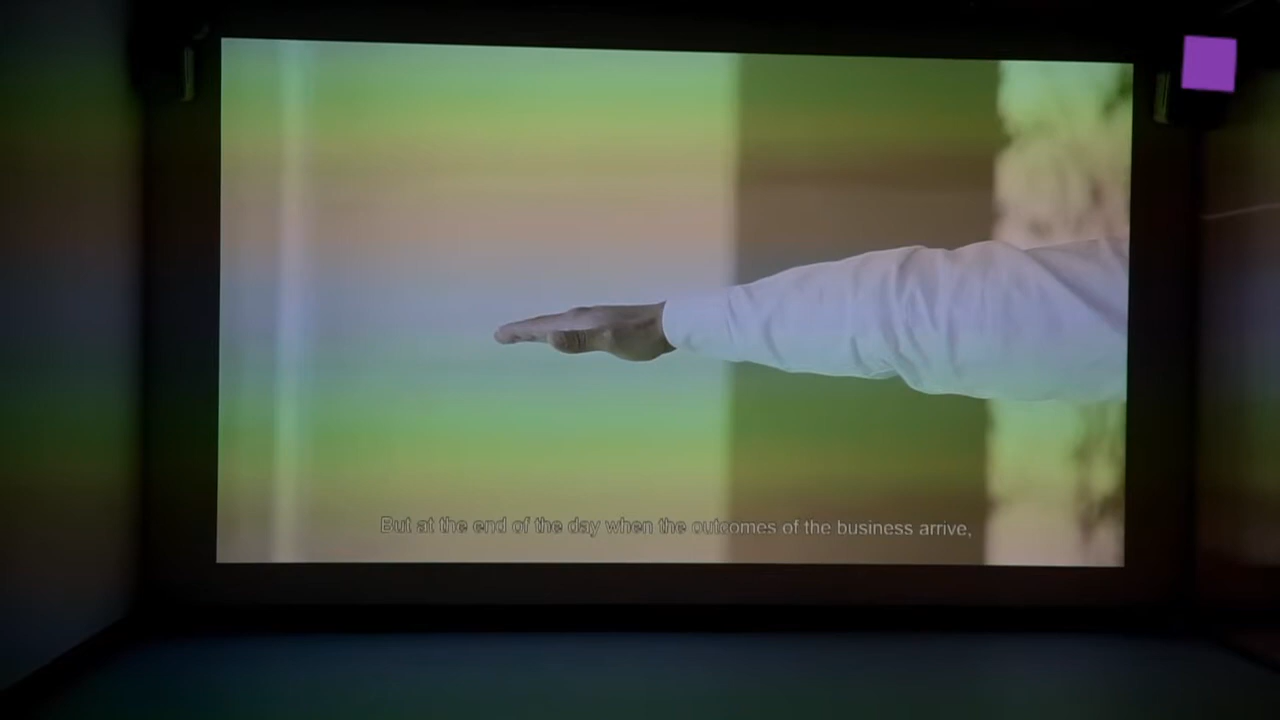 But at the end of the day when the outcomes of the business arrive,